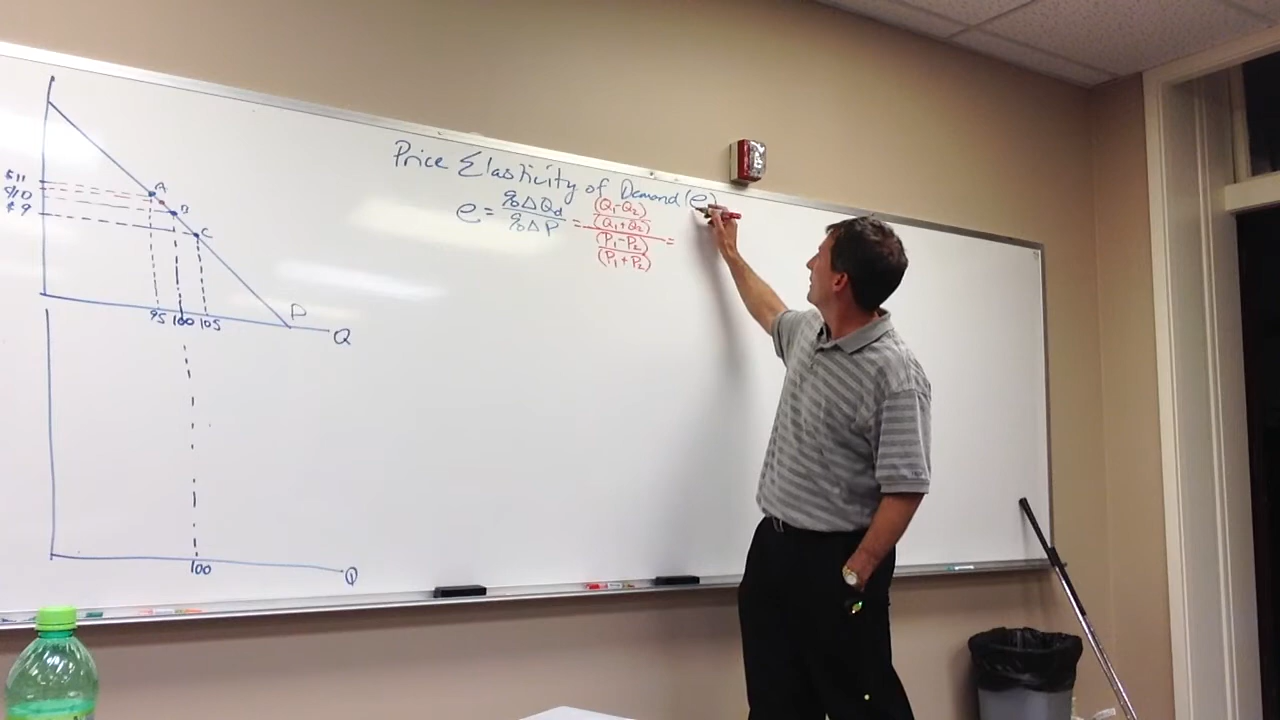 Price Elasticity of Demand (e)
e = %ΔQd / %ΔP = (Q1-Q2) / (Q1+Q2) / (P1-P2) / (P1+P2) =
$11
$10
$9
A
B
C
D
95 100 105
Q
100
Q